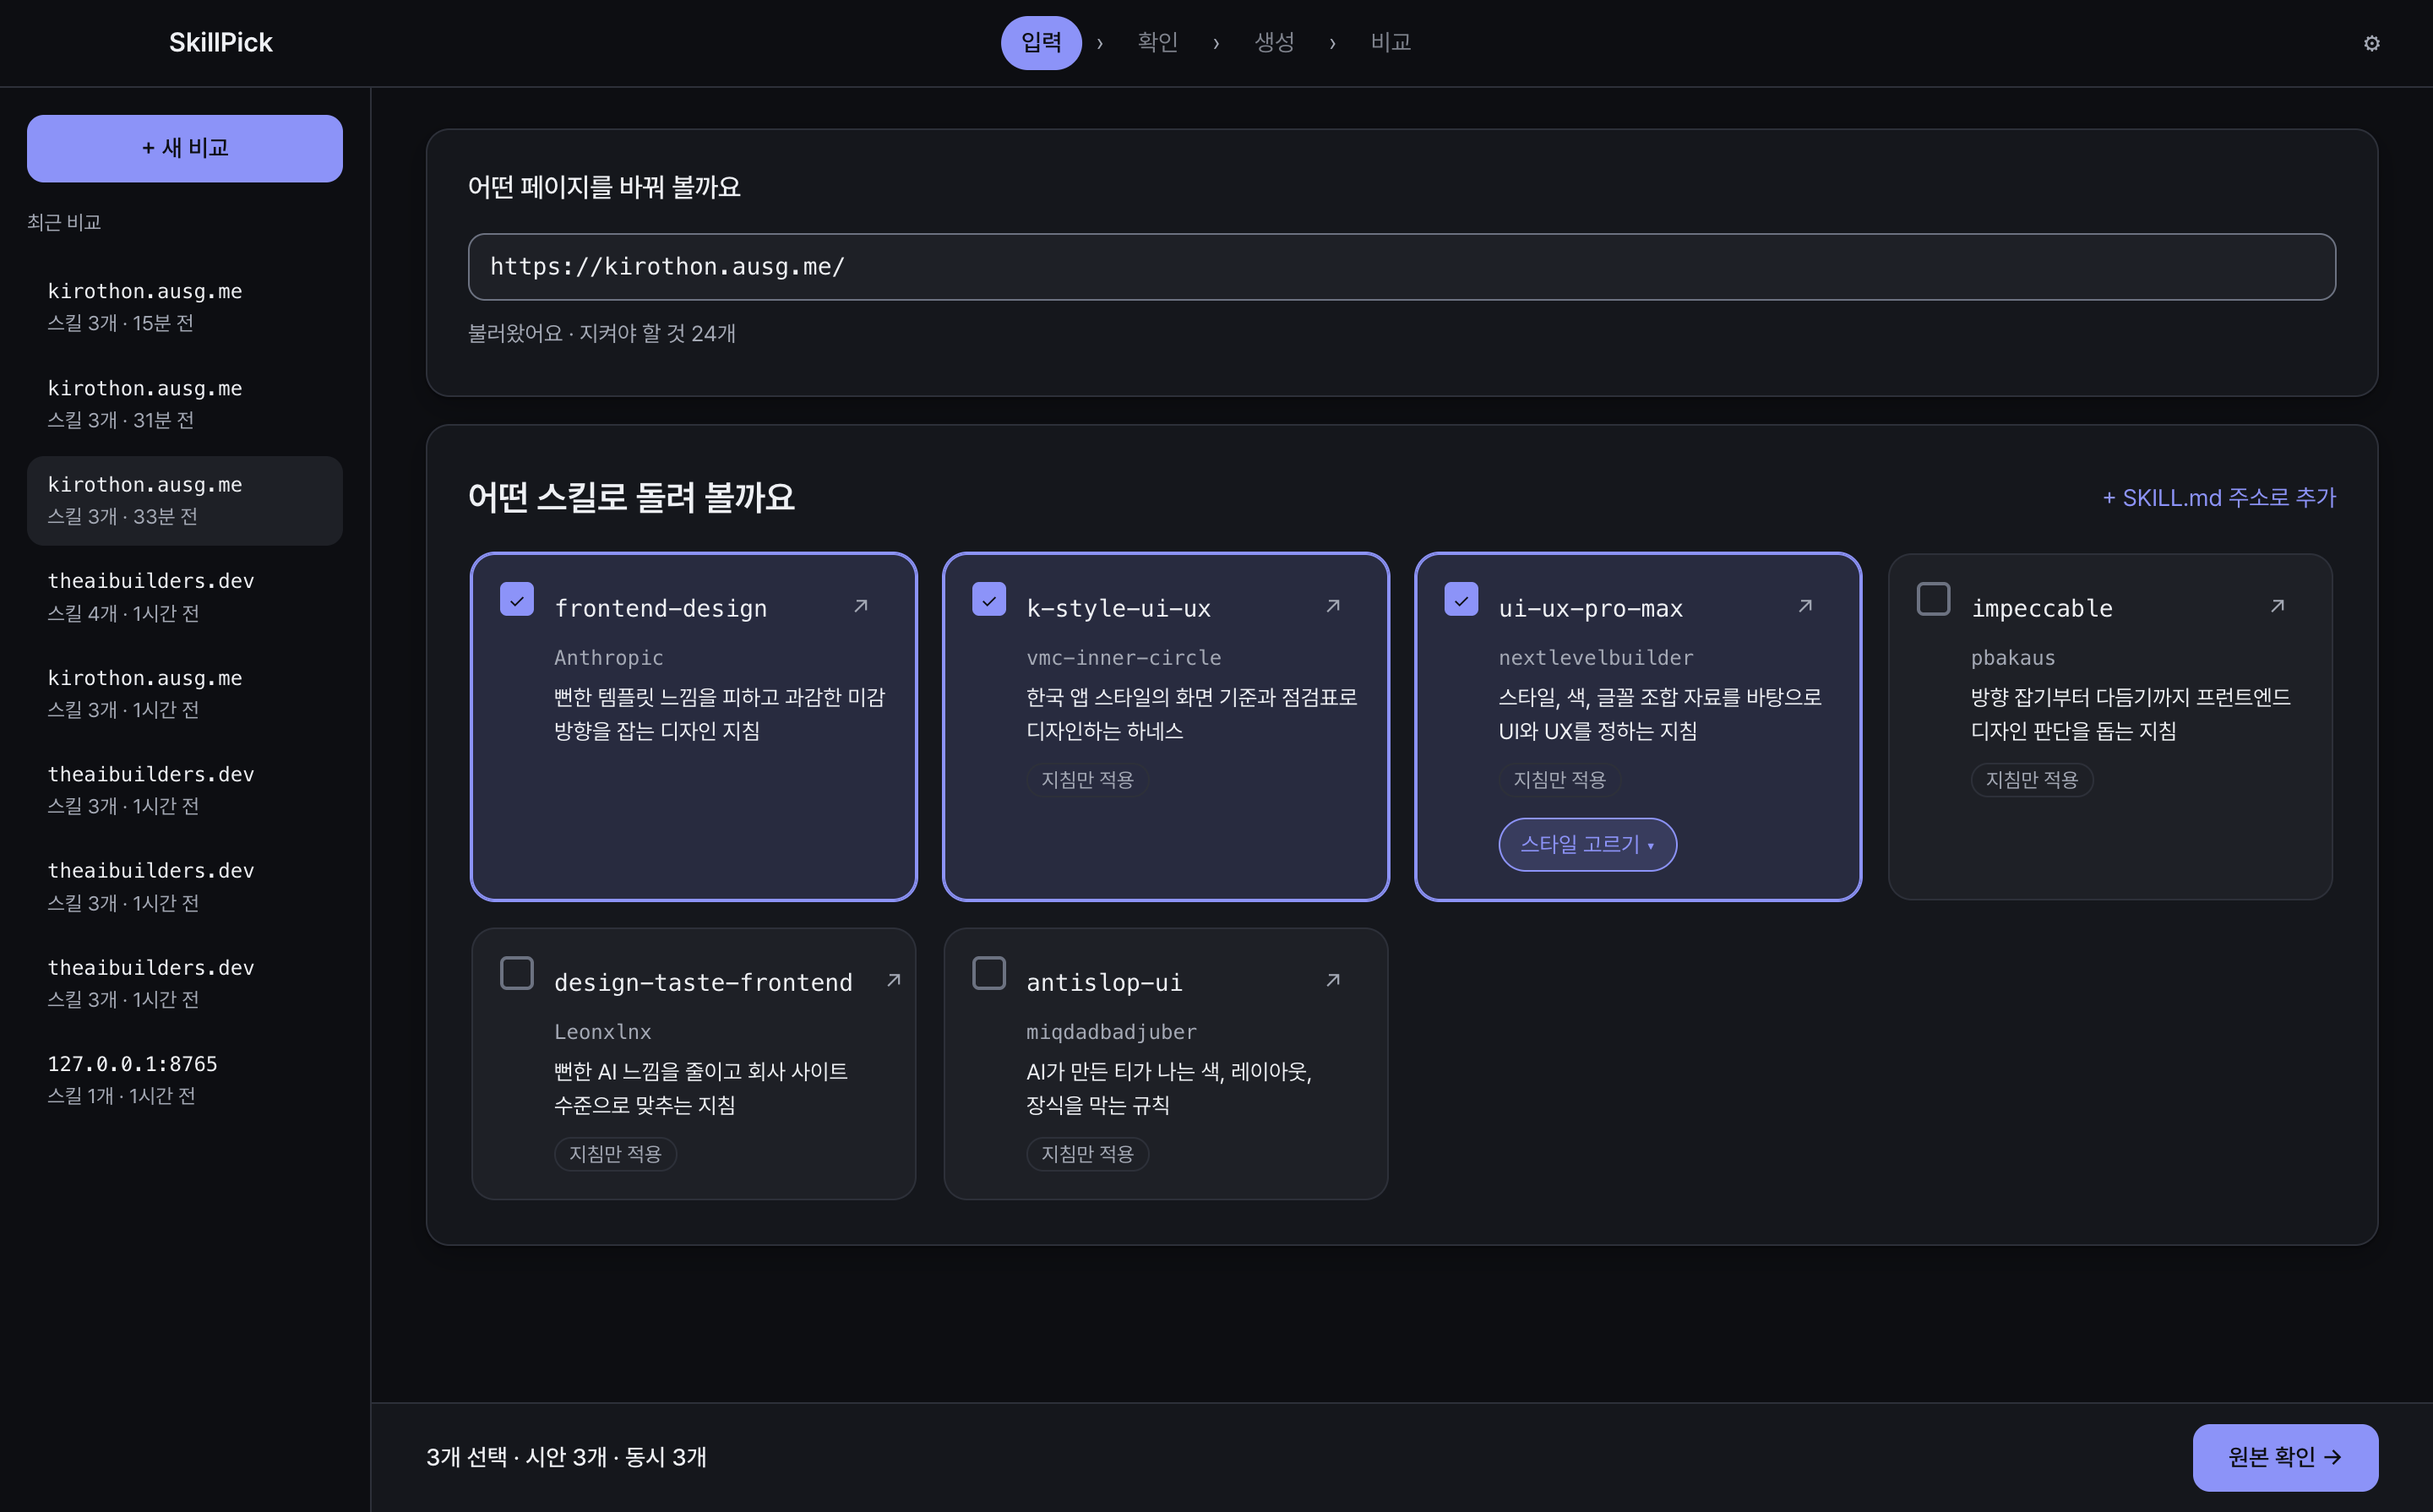 SkillPick
입력 › 확인 › 생성 › 비교
+ 새 비교
최근 비교
kirothon.ausg.me
스킬 3개 · 15분 전
kirothon.ausg.me
스킬 3개 · 31분 전
kirothon.ausg.me
스킬 3개 · 33분 전
theaibuilders.dev
스킬 4개 · 1시간 전
kirothon.ausg.me
스킬 3개 · 1시간 전
theaibuilders.dev
스킬 3개 · 1시간 전
theaibuilders.dev
스킬 3개 · 1시간 전
theaibuilders.dev
스킬 3개 · 1시간 전
127.0.0.1:8765
스킬 1개 · 1시간 전
어떤 페이지를 바꿔 볼까요
https://kirothon.ausg.me/
불러왔어요 · 지켜야 할 것 24개
어떤 스킬로 돌려 볼까요
+ SKILL.md 주소로 추가
frontend-design
Anthropic
뻔한 템플릿 느낌을 피하고 과감한 미감
방향을 잡는 디자인 지침
k-style-ui-ux
vmc-inner-circle
한국 앱 스타일의 화면 기준과 점검표로
디자인하는 하네스
지침만 적용
ui-ux-pro-max
nextlevelbuilder
스타일, 색, 글꼴 조합 자료를 바탕으로
UI와 UX를 정하는 지침
지침만 적용
스타일 고르기 ▾
impeccable
pbakaus
방향 잡기부터 다듬기까지 프런트엔드
디자인 판단을 돕는 지침
지침만 적용
design-taste-frontend
Leonxlnx
뻔한 AI 느낌을 줄이고 회사 사이트
수준으로 맞추는 지침
지침만 적용
antislop-ui
miqdadbadjuber
AI가 만든 티가 나는 색, 레이아웃,
장식을 막는 규칙
지침만 적용
3개 선택 · 시안 3개 · 동시 3개
원본 확인 →